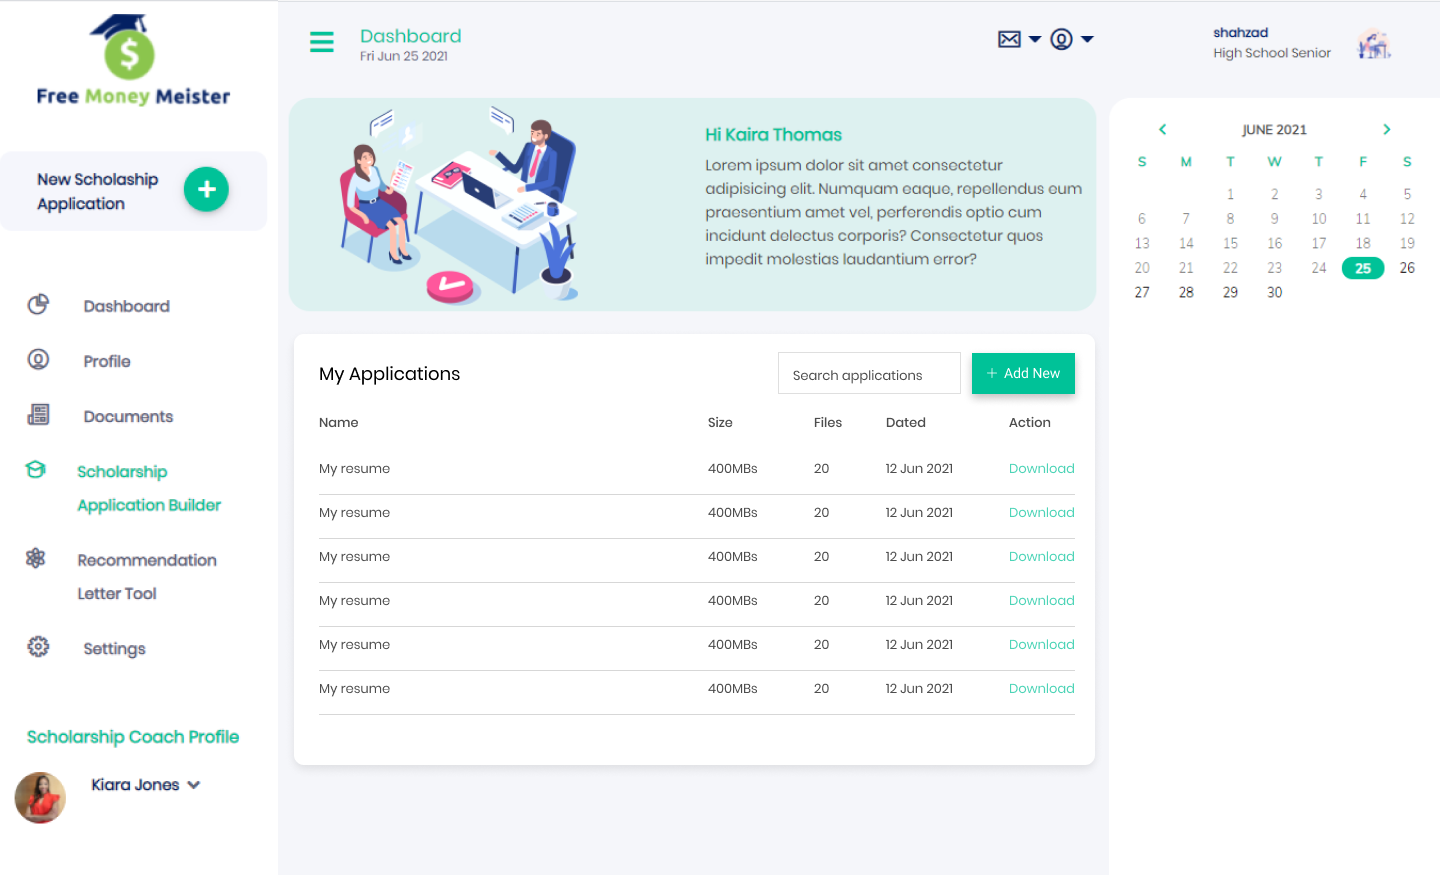 Free Money Meister
New Scholaship
Application
Dashboard
Profile
Documents
Scholarship
Application Builder
Recommendation
Letter Tool
Settings
Scholarship Coach Profile
Kiara Jones
Dashboard
Fri Jun 25 2021
shahzad
High School Senior
Hi Kaira Thomas
Lorem ipsum dolor sit amet consectetur
adipisicing elit. Numquam eaque, repellendus eum
praesentium amet vel, perferendis optio cum
incidunt delectus corporis? Consectetur quos
impedit molestias laudantium error?
My Applications
Search applications
+ Add New
Name Size Files Dated Action
My resume 400MBs 20 12 Jun 2021 Download
My resume 400MBs 20 12 Jun 2021 Download
My resume 400MBs 20 12 Jun 2021 Download
My resume 400MBs 20 12 Jun 2021 Download
My resume 400MBs 20 12 Jun 2021 Download
My resume 400MBs 20 12 Jun 2021 Download
JUNE 2021
S M T W T F S
1 2 3 4 5
6 7 8 9 10 11 12
13 14 15 16 17 18 19
20 21 22 23 24 25 26
27 28 29 30